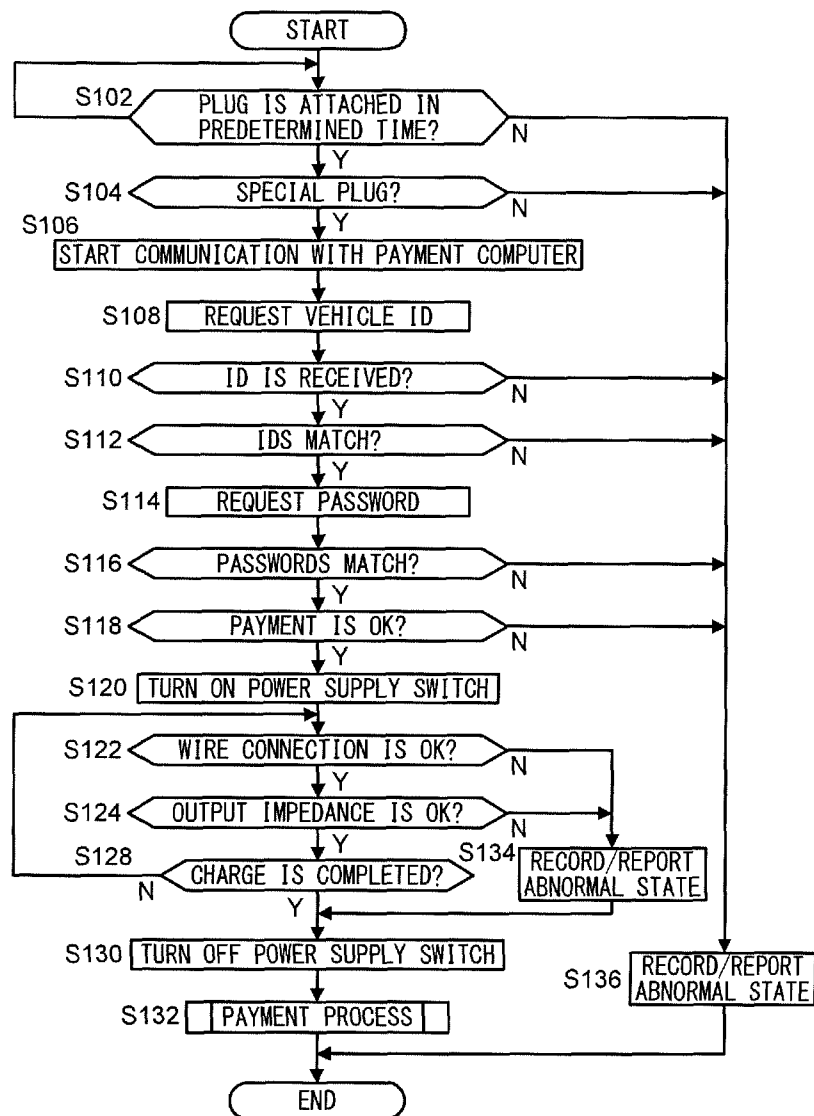 START
S102
PLUG IS ATTACHED IN
PREDETERMINED TIME?
N
Y
S104
SPECIAL PLUG?
N
Y
S106
START COMMUNICATION WITH PAYMENT COMPUTER
S108
REQUEST VEHICLE ID
S110
ID IS RECEIVED?
N
Y
S112
IDS MATCH?
N
Y
S114
REQUEST PASSWORD
S116
PASSWORDS MATCH?
N
Y
S118
PAYMENT IS OK?
N
Y
S120
TURN ON POWER SUPPLY SWITCH
S122
WIRE CONNECTION IS OK?
N
Y
S124
OUTPUT IMPEDANCE IS OK?
N
Y
S128
CHARGE IS COMPLETED?
N
Y
S134
RECORD/REPORT
ABNORMAL STATE
S130
TURN OFF POWER SUPPLY SWITCH
S136
RECORD/REPORT
ABNORMAL STATE
S132
PAYMENT PROCESS
END